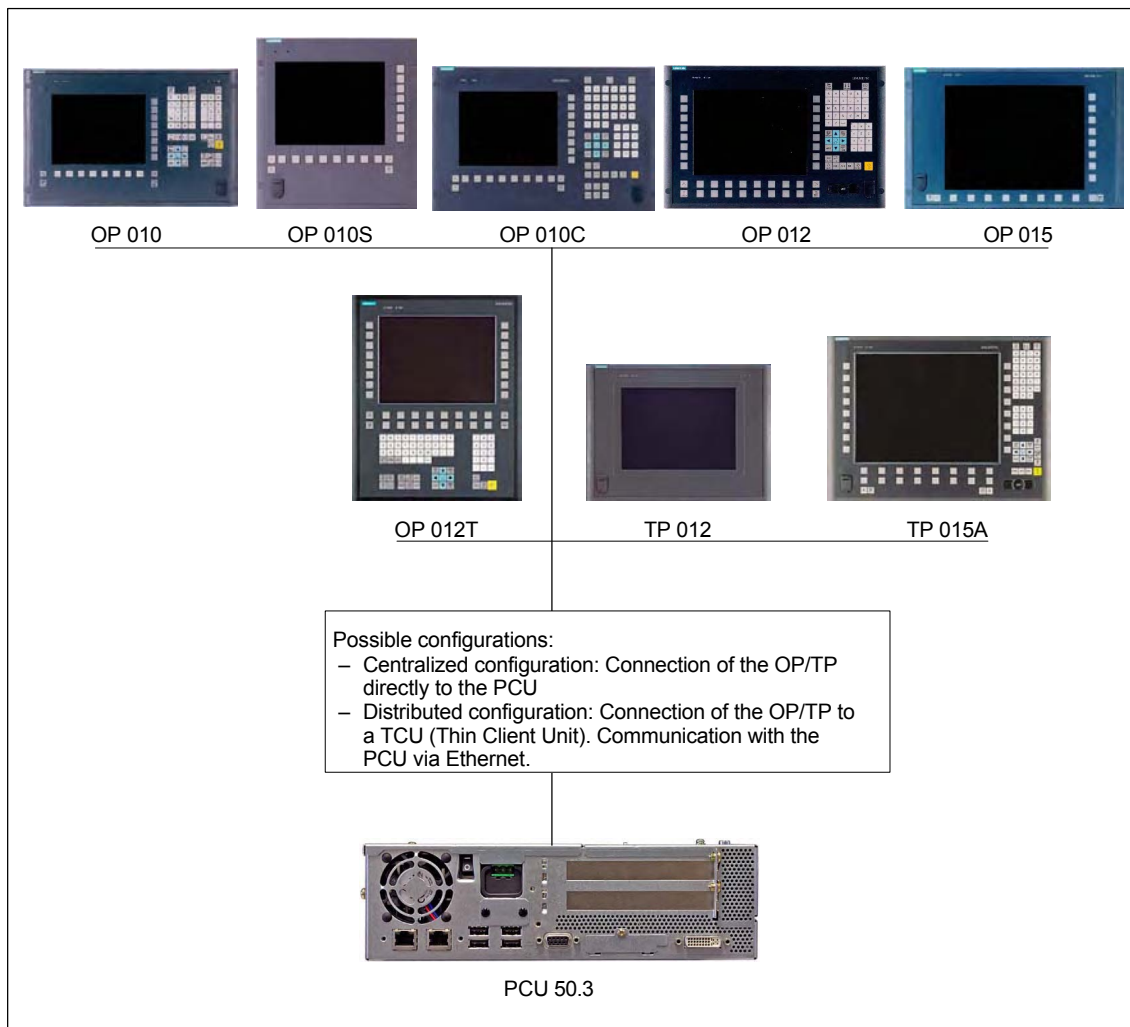 OP 010
OP 010S
OP 010C
OP 012
OP 015
OP 012T
TP 012
TP 015A
Possible configurations:
– Centralized configuration: Connection of the OP/TP
directly to the PCU
– Distributed configuration: Connection of the OP/TP to
a TCU (Thin Client Unit). Communication with the
PCU via Ethernet.
PCU 50.3